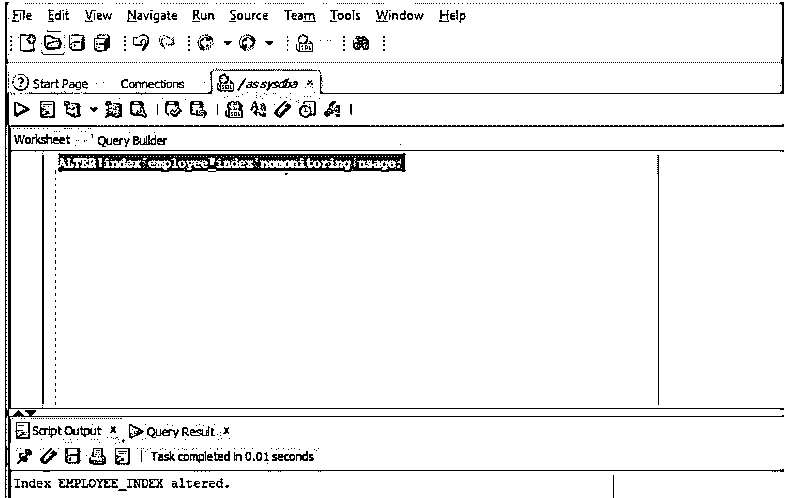 File Edit View Navigate Run Source Team Tools Window Help
Start Page Connections / as sysdba
Worksheet Query Builder
ALTER index employee_index nomonitoring usage;
Script Output Query Result
Task completed in 0.01 seconds
Index EMPLOYEE_INDEX altered.